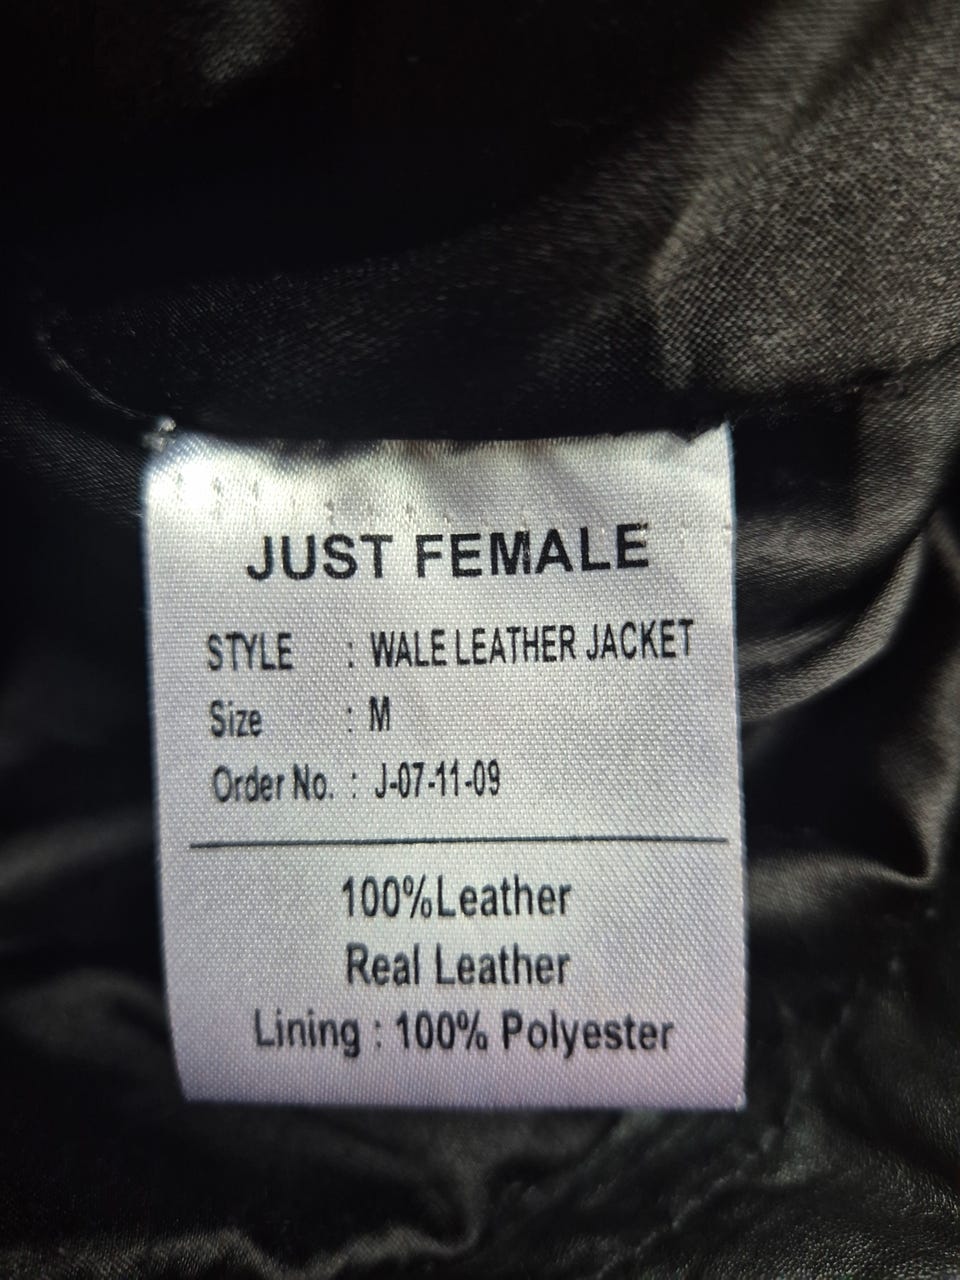 JUST FEMALE
STYLE : WALE LEATHER JACKET
Size : M
Order No. : J-07-11-09
100%Leather
Real Leather
Lining : 100% Polyester